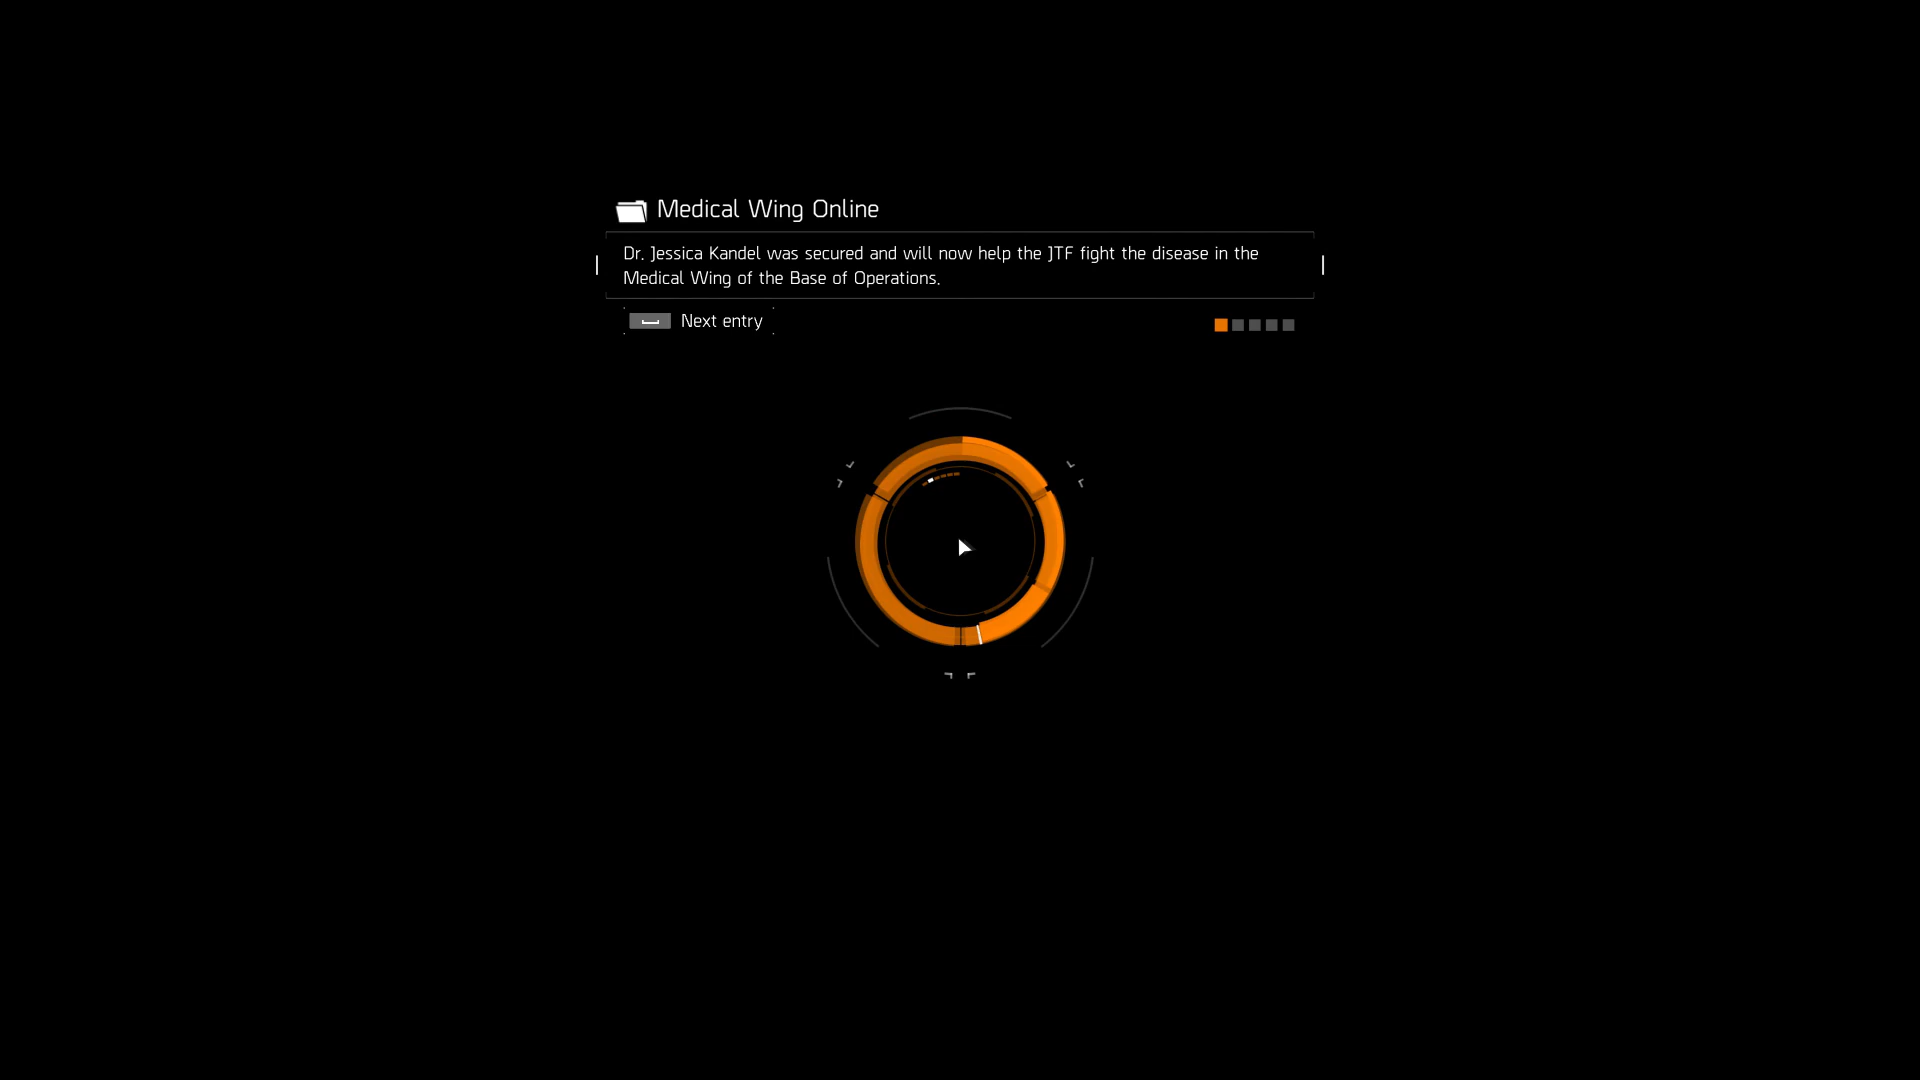 Medical Wing Online
Dr. Jessica Kandel was secured and will now help the JTF fight the disease in the
Medical Wing of the Base of Operations.
Next entry